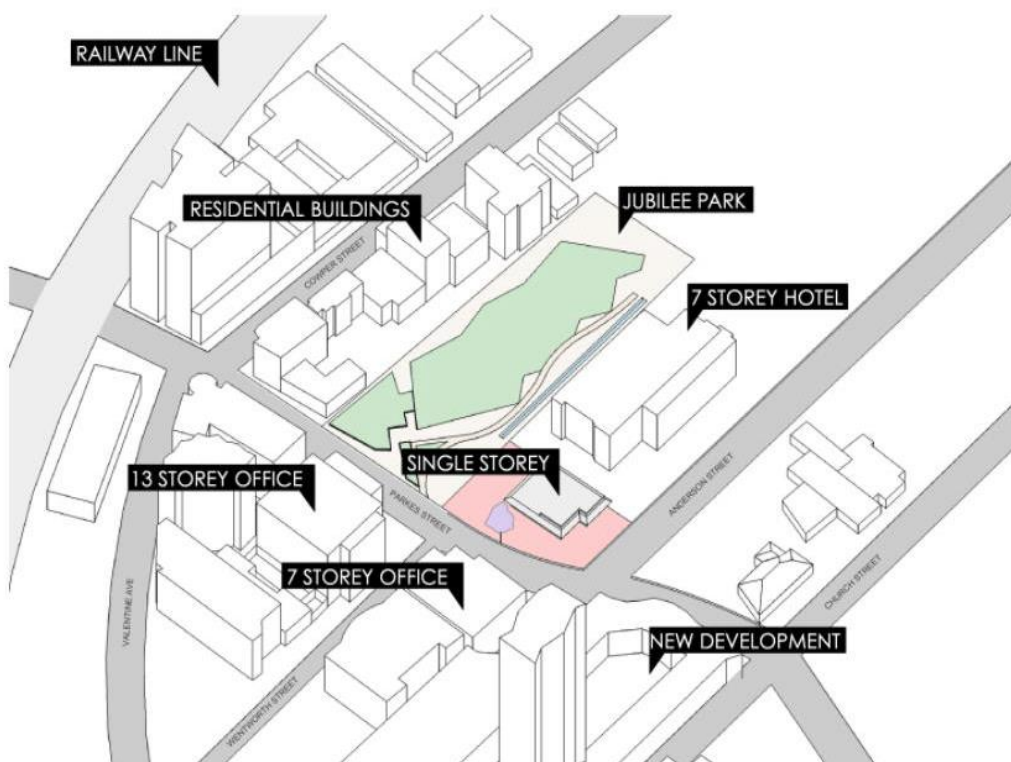 RAILWAY LINE
RESIDENTIAL BUILDINGS
JUBILEE PARK
COWPER STREET
7 STOREY HOTEL
SINGLE STOREY
13 STOREY OFFICE
ANDERSON STREET
PARKES STREET
7 STOREY OFFICE
CHURCH STREET
VALENTINE AVE
NEW DEVELOPMENT
WENTWORTH STREET